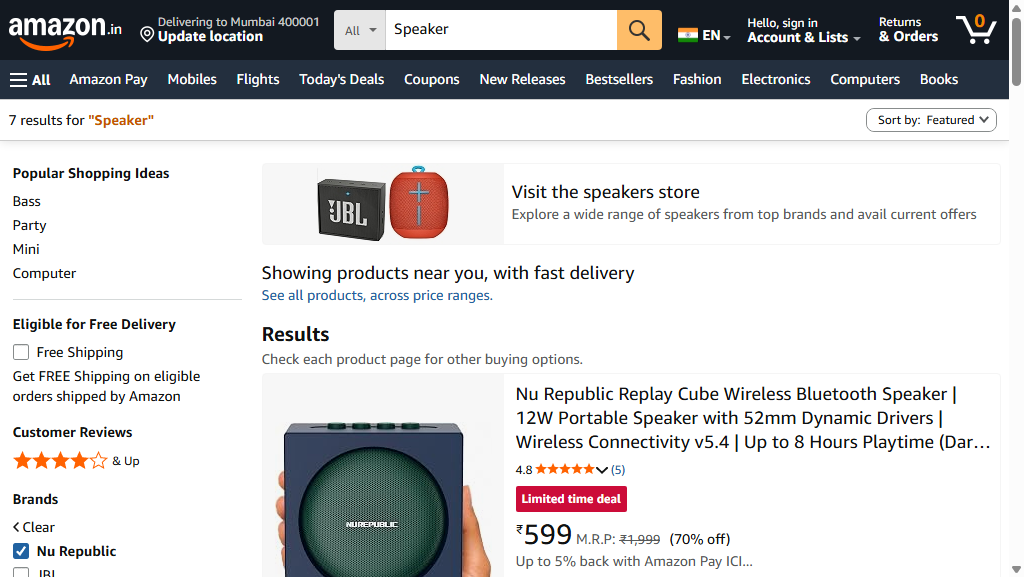 amazon.in
Delivering to Mumbai 400001
Update location
All
Speaker
EN
Hello, sign in
Account & Lists
Returns
& Orders
0
All
Amazon Pay
Mobiles
Flights
Today's Deals
Coupons
New Releases
Bestsellers
Fashion
Electronics
Computers
Books
7 results for "Speaker"
Sort by: Featured
Popular Shopping Ideas
Bass
Party
Mini
Computer
Eligible for Free Delivery
Free Shipping
Get FREE Shipping on eligible
orders shipped by Amazon
Customer Reviews
& Up
Brands
Clear
Nu Republic
JBL
JBL
Visit the speakers store
Explore a wide range of speakers from top brands and avail current offers
Showing products near you, with fast delivery
See all products, across price ranges.
Results
Check each product page for other buying options.
NU REPUBLIC
Nu Republic Replay Cube Wireless Bluetooth Speaker |
12W Portable Speaker with 52mm Dynamic Drivers |
Wireless Connectivity v5.4 | Up to 8 Hours Playtime (Dar…
4.8 (5)
Limited time deal
₹599 M.R.P: ₹1,999 (70% off)
Up to 5% back with Amazon Pay ICI…